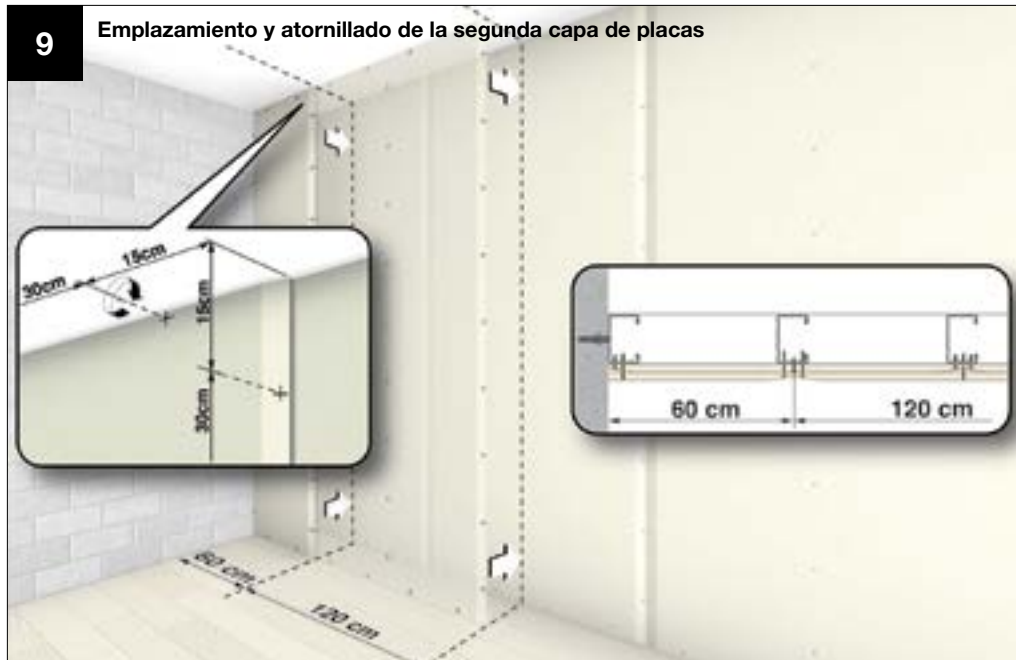 9
Emplazamiento y atornillado de la segunda capa de placas
30cm
15cm
15cm
30cm
60 cm
120 cm
60 cm
120 cm